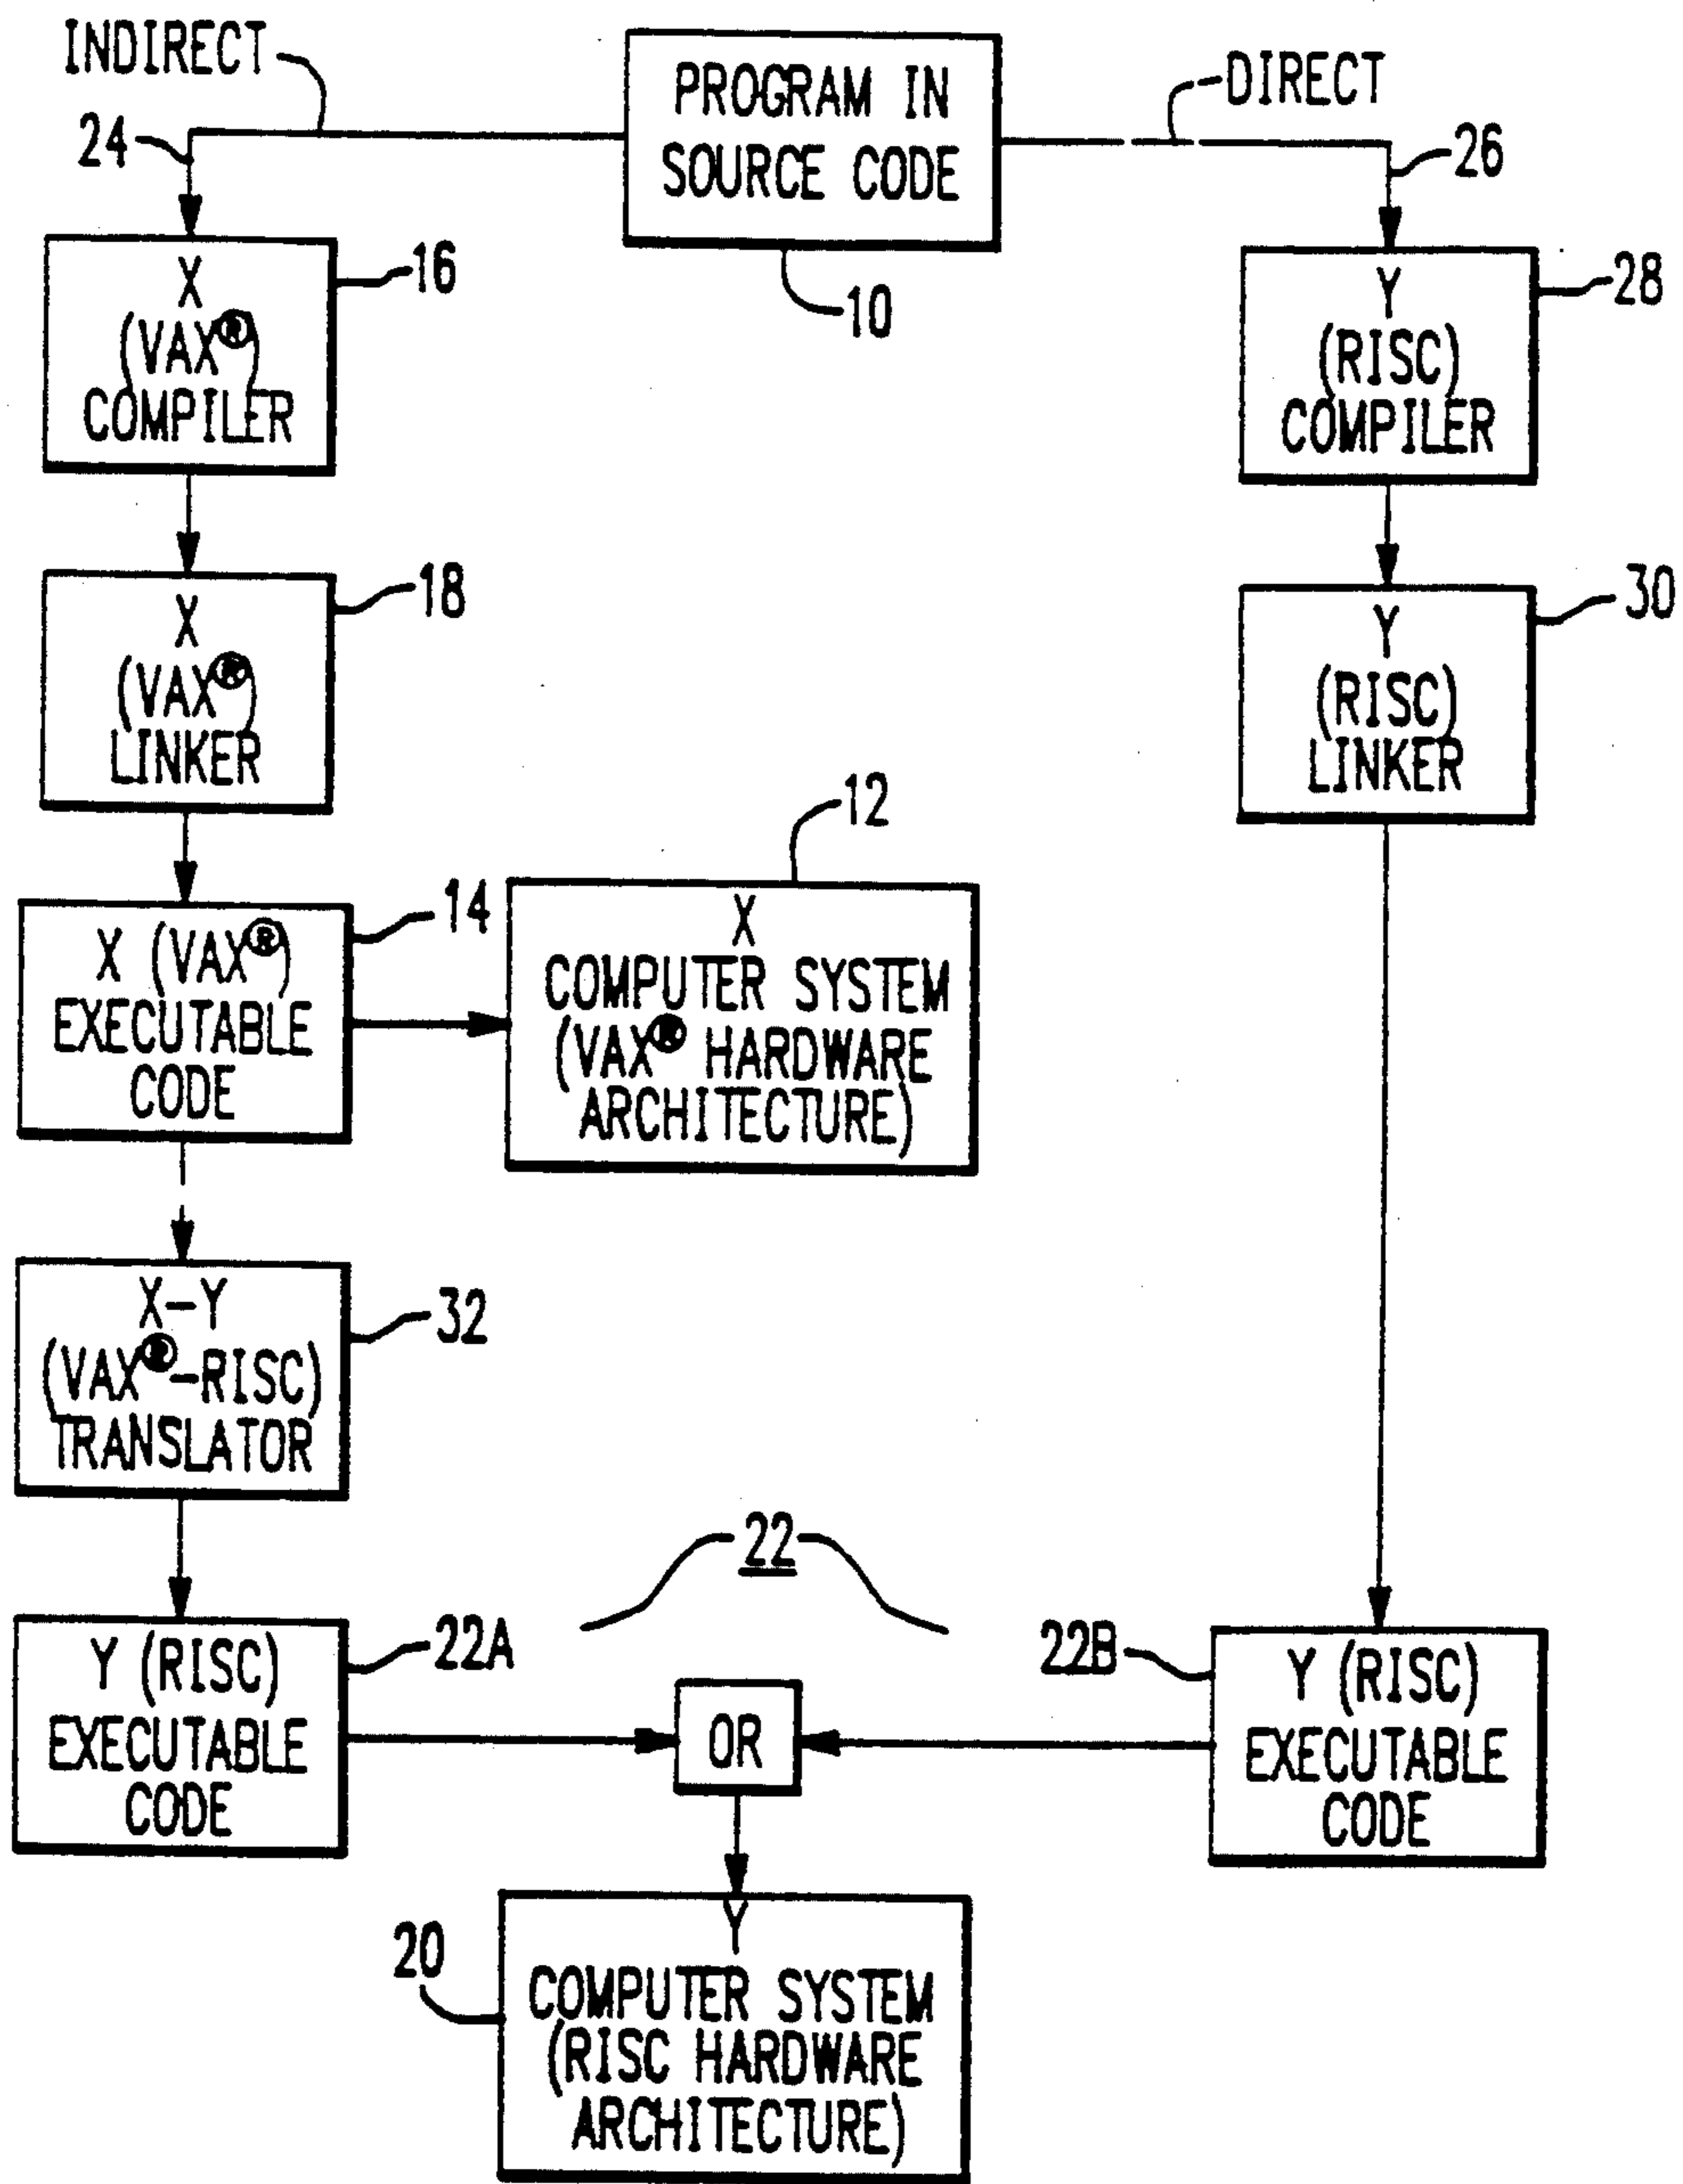 INDIRECT
PROGRAM IN
SOURCE CODE
DIRECT
24
26
10
X
(VAX®)
COMPILER
16
Y
(RISC)
COMPILER
28
X
(VAX®)
LINKER
18
Y
(RISC)
LINKER
30
12
X (VAX®)
EXECUTABLE
CODE
14
X
COMPUTER SYSTEM
(VAX® HARDWARE
ARCHITECTURE)
X-Y
(VAX®-RISC)
TRANSLATOR
32
22
Y (RISC)
EXECUTABLE
CODE
22A
OR
22B
Y (RISC)
EXECUTABLE
CODE
20
Y
COMPUTER SYSTEM
(RISC HARDWARE
ARCHITECTURE)